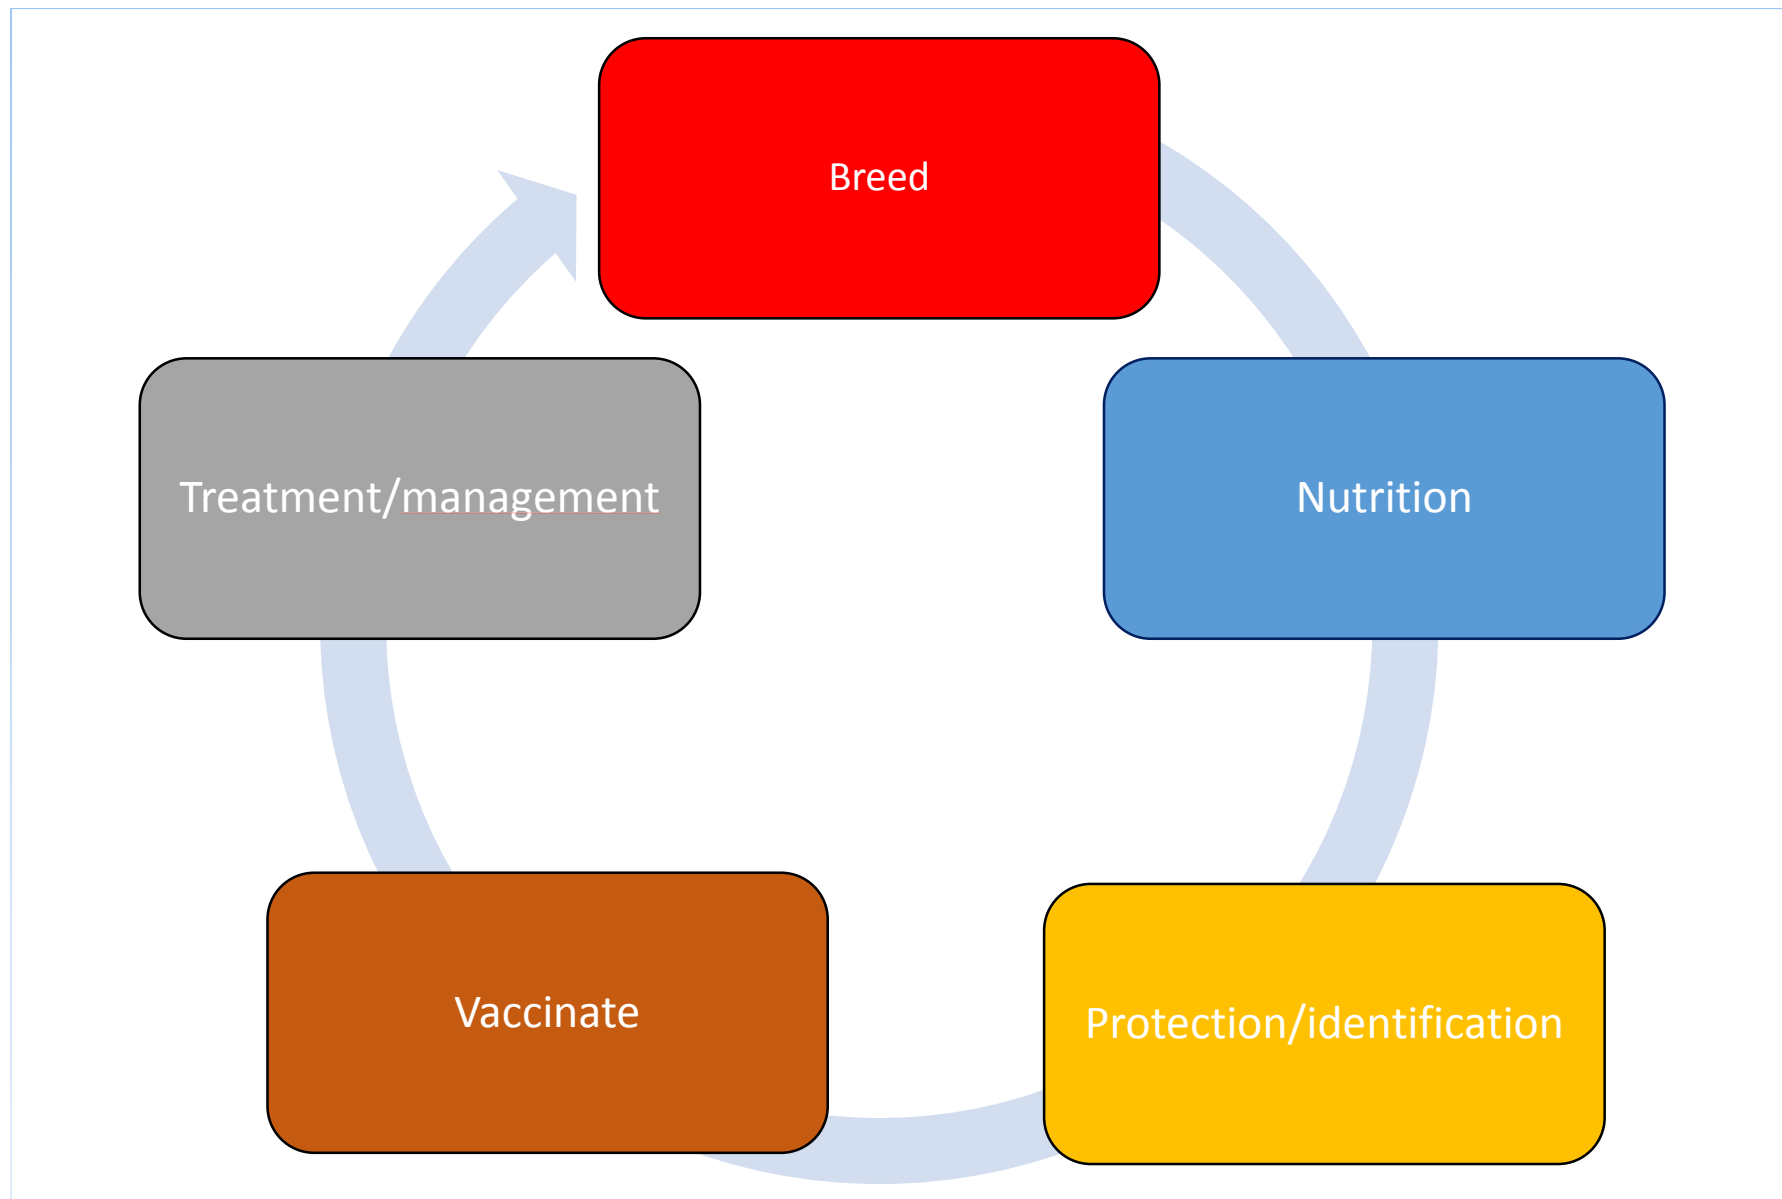 Breed
Nutrition
Protection/identification
Vaccinate
Treatment/management